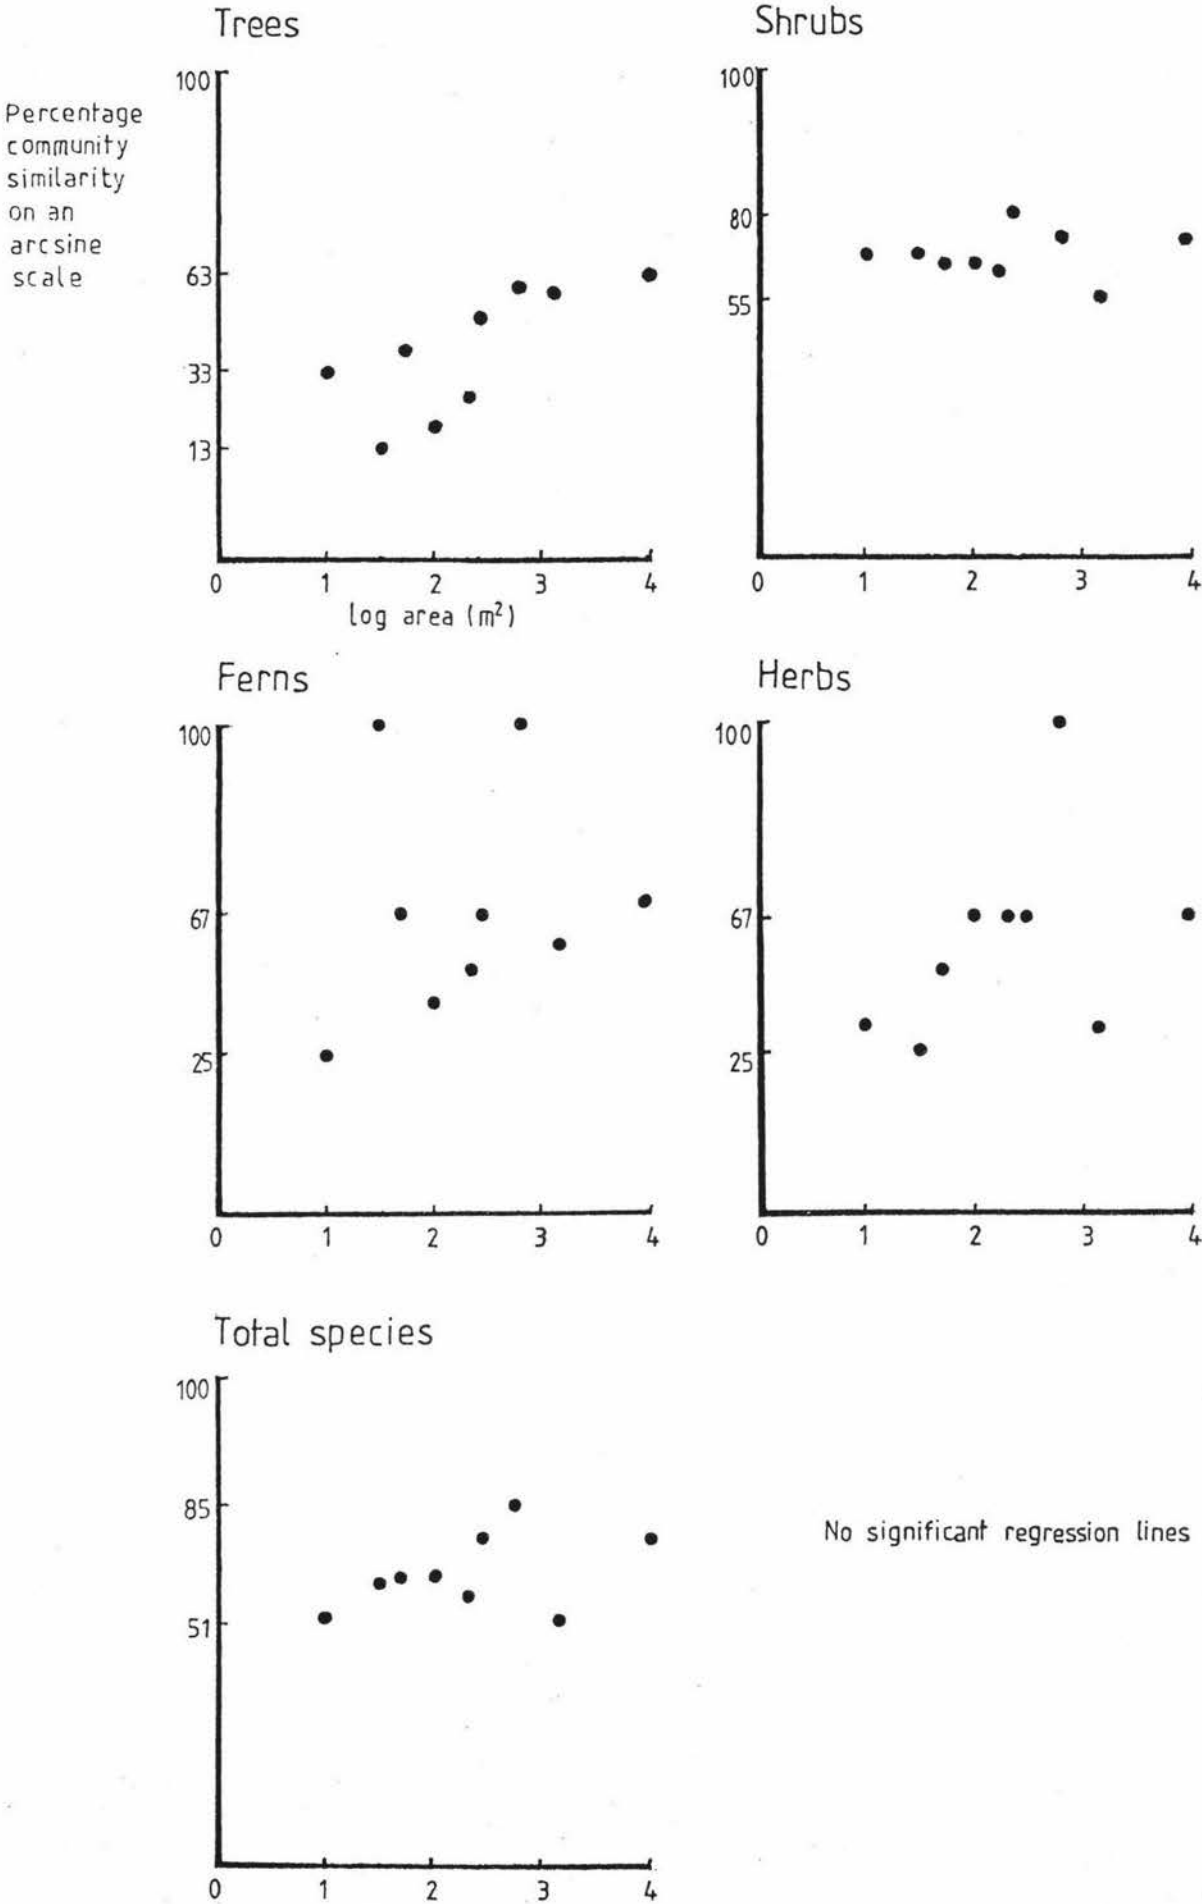 Trees
Percentage
community
similarity
on an
arcsine
scale
100
63
33
13
0 1 2 3 4
log area (m²)
Shrubs
100
80
55
0 1 2 3 4
Ferns
100
67
25
0 1 2 3 4
Herbs
100
67
25
0 1 2 3 4
Total species
100
85
51
0 1 2 3 4
No significant regression lines